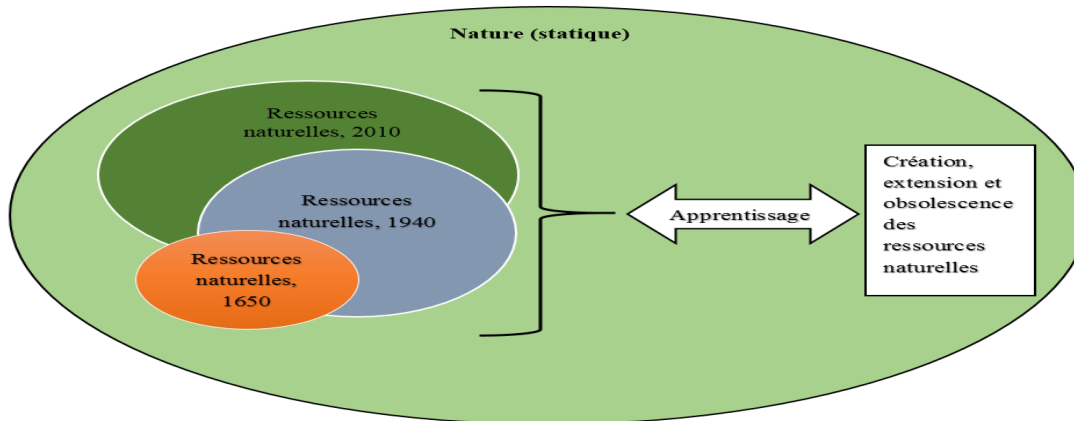 Nature (statique)
Ressources
naturelles, 2010
Ressources
naturelles, 1940
Ressources
naturelles,
1650
Apprentissage
Création,
extension et
obsolescence
des
ressources
naturelles